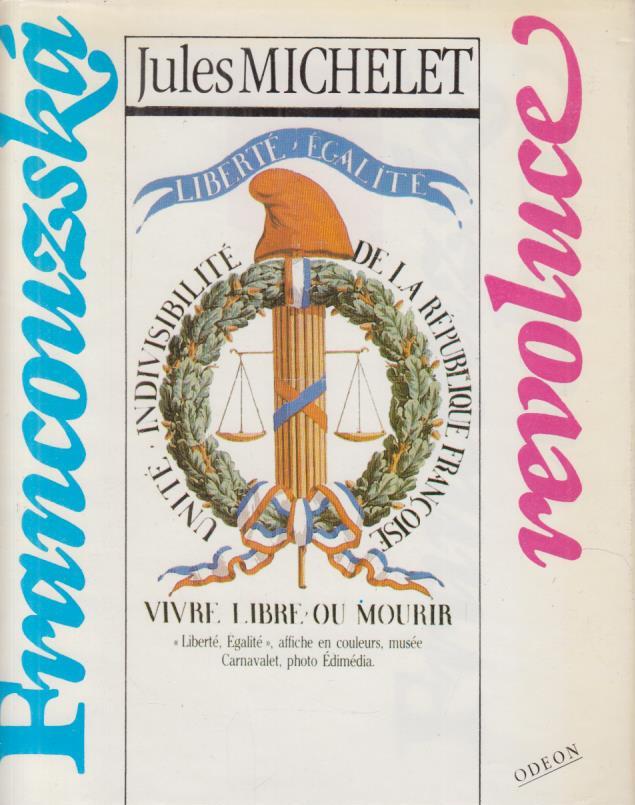 Jules MICHELET
Francouzská
revoluce
LIBERTÉ · ÉGALITÉ
UNITÉ · INDIVISIBILITÉ
DE LA RÉPUBLIQUE FRANÇOISE
VIVRE LIBRE, OU MOURIR
« Liberté, Egalité », affiche en couleurs, musée
Carnavalet, photo Édimédia.
ODEON